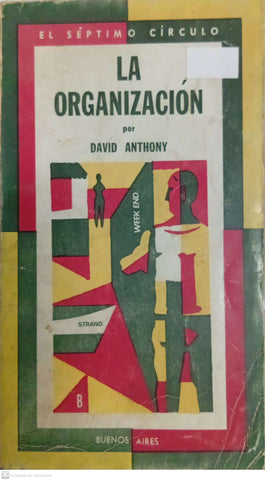 EL SÉPTIMO CÍRCULO
LA
ORGANIZACIÓN
por
DAVID ANTHONY
WEEK END
STRAND
B
BUENOS AIRES